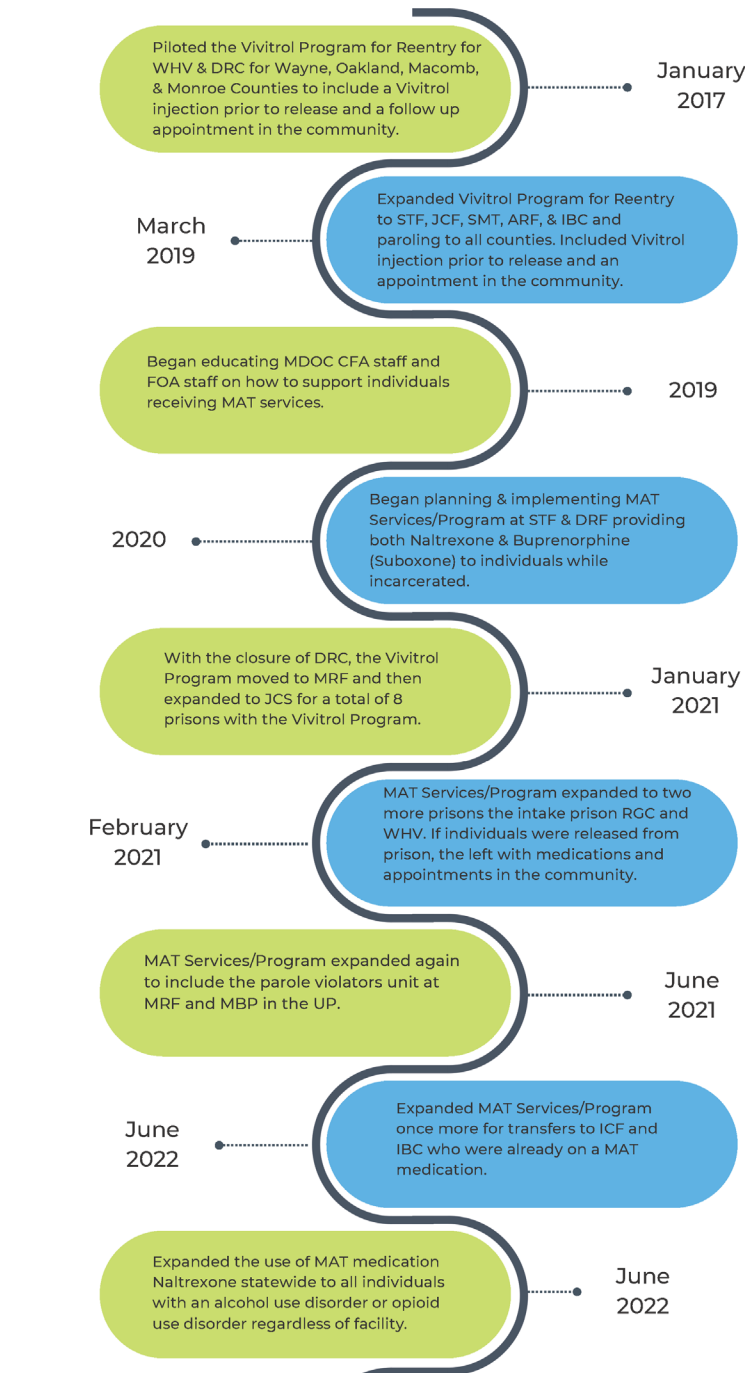 Piloted the Vivitrol Program for Reentry for
WHV & DRC for Wayne, Oakland, Macomb,
& Monroe Counties to include a Vivitrol
injection prior to release and a follow up
appointment in the community.
January
2017
March
2019
Expanded Vivitrol Program for Reentry
to STF, JCF, SMT, ARF, & IBC and
paroling to all counties. Included Vivitrol
injection prior to release and an
appointment in the community.
Began educating MDOC CFA staff and
FOA staff on how to support individuals
receiving MAT services.
2019
2020
Began planning & implementing MAT
Services/Program at STF & DRF providing
both Naltrexone & Buprenorphine
(Suboxone) to individuals while
incarcerated.
With the closure of DRC, the Vivitrol
Program moved to MRF and then
expanded to JCS for a total of 8
prisons with the Vivitrol Program.
January
2021
February
2021
MAT Services/Program expanded to two
more prisons the intake prison RGC and
WHV. If individuals were released from
prison, the left with medications and
appointments in the community.
MAT Services/Program expanded again
to include the parole violators unit at
MRF and MBP in the UP.
June
2021
June
2022
Expanded MAT Services/Program
once more for transfers to ICF and
IBC who were already on a MAT
medication.
Expanded the use of MAT medication
Naltrexone statewide to all individuals
with an alcohol use disorder or opioid
use disorder regardless of facility.
June
2022